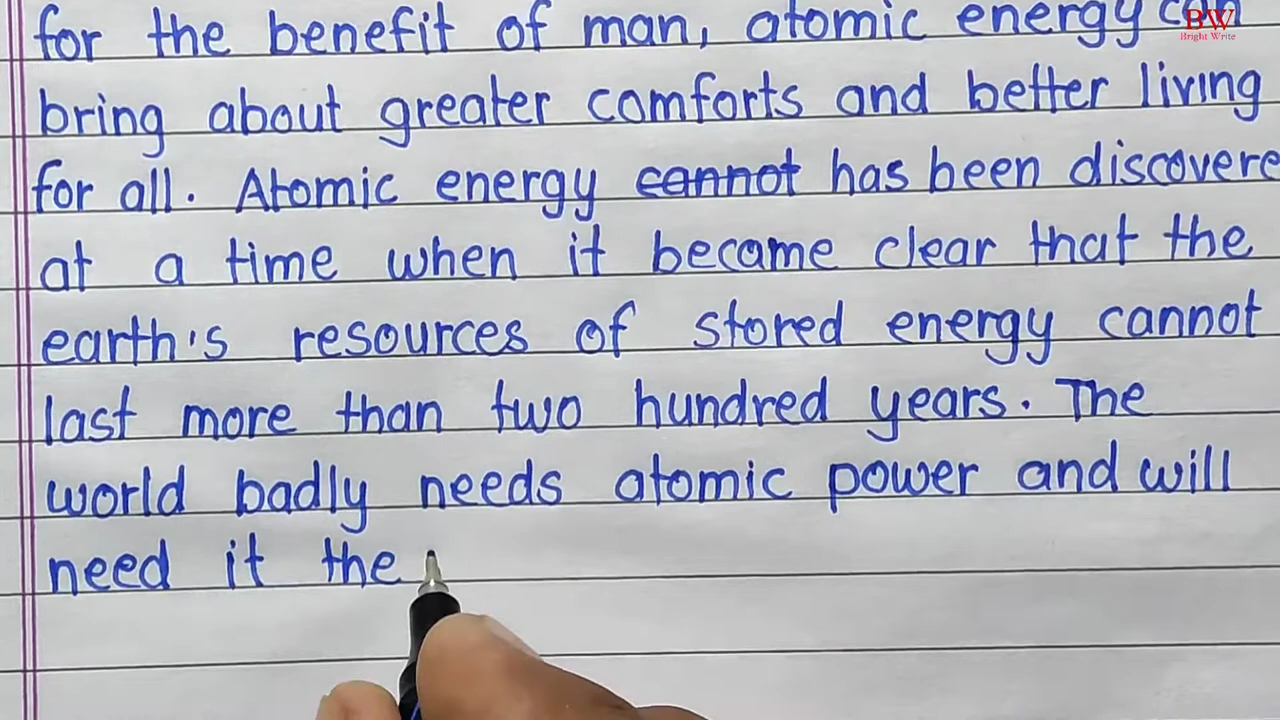 for the benefit of man, atomic energy can
BW
Bright Write
bring about greater comforts and better living
for all. Atomic energy cannot has been discovere
at a time when it became clear that the
earth's resources of stored energy cannot
last more than two hundred years. The
world badly needs atomic power and will
need it the